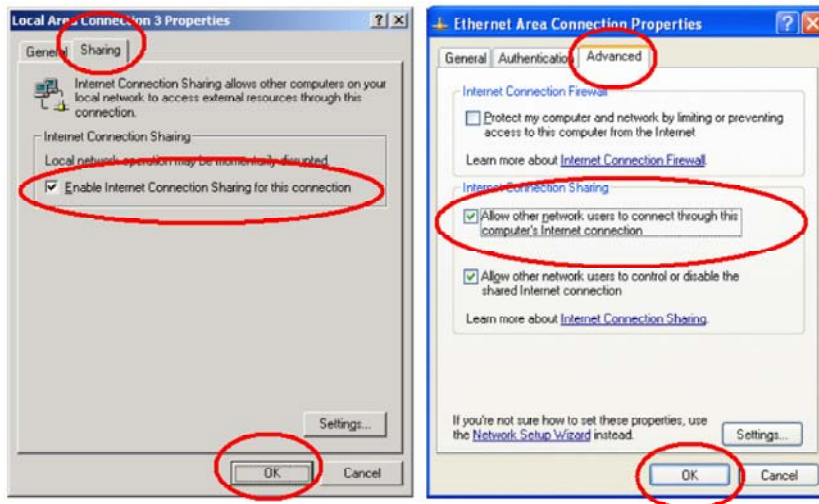 Local Area Connection 3 Properties
General
Sharing
Internet Connection Sharing allows other computers on your
local network to access external resources through this
connection.
Internet Connection Sharing
Local network operation may be momentarily disrupted.
Enable Internet Connection Sharing for this connection
Settings...
OK
Cancel
Ethernet Area Connection Properties
General
Authentication
Advanced
Internet Connection Firewall
Protect my computer and network by limiting or preventing
access to this computer from the Internet
Learn more about Internet Connection Firewall.
Internet Connection Sharing
Allow other network users to connect through this
computer's Internet connection
Allow other network users to control or disable the
shared Internet connection
Learn more about Internet Connection Sharing.
If you're not sure how to set these properties, use
the Network Setup Wizard instead.
Settings...
OK
Cancel